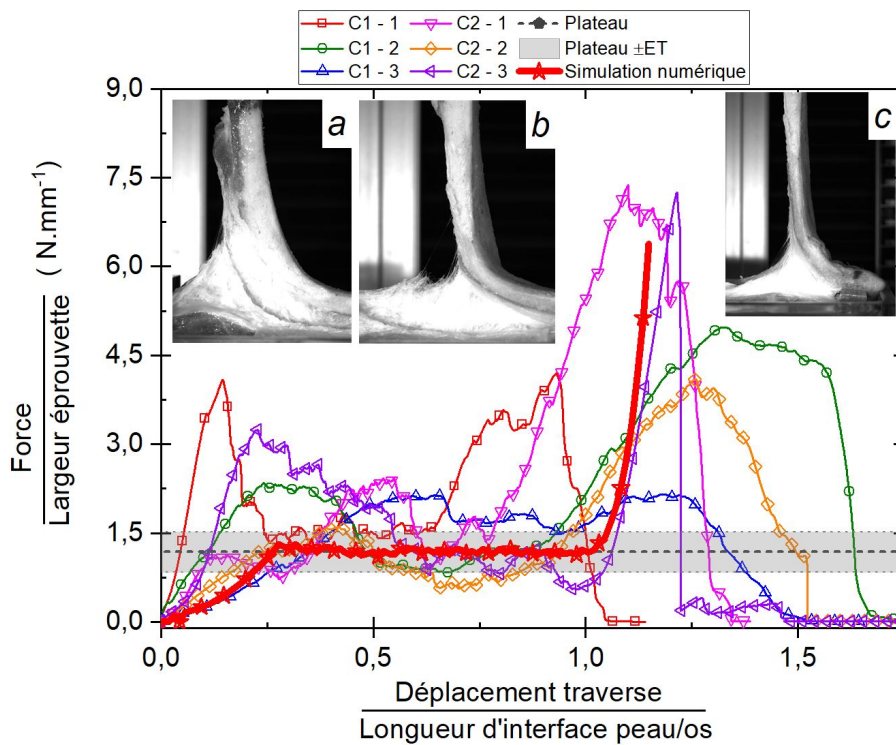 C1 - 1 C2 - 1 Plateau
C1 - 2 C2 - 2 Plateau ±ET
C1 - 3 C2 - 3 Simulation numérique
9,0
7,5
6,0
4,5
3,0
1,5
0,0
a
b
c
Force
Largeur éprouvette
( N.mm⁻¹)
0,0 0,5 1,0 1,5
Déplacement traverse
Longueur d'interface peau/os